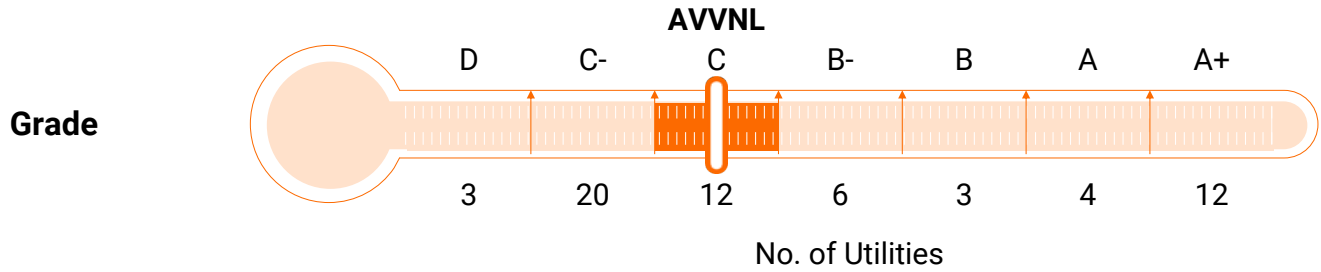 AVVNL
D C- C B- B A A+
Grade
3 20 12 6 3 4 12
No. of Utilities